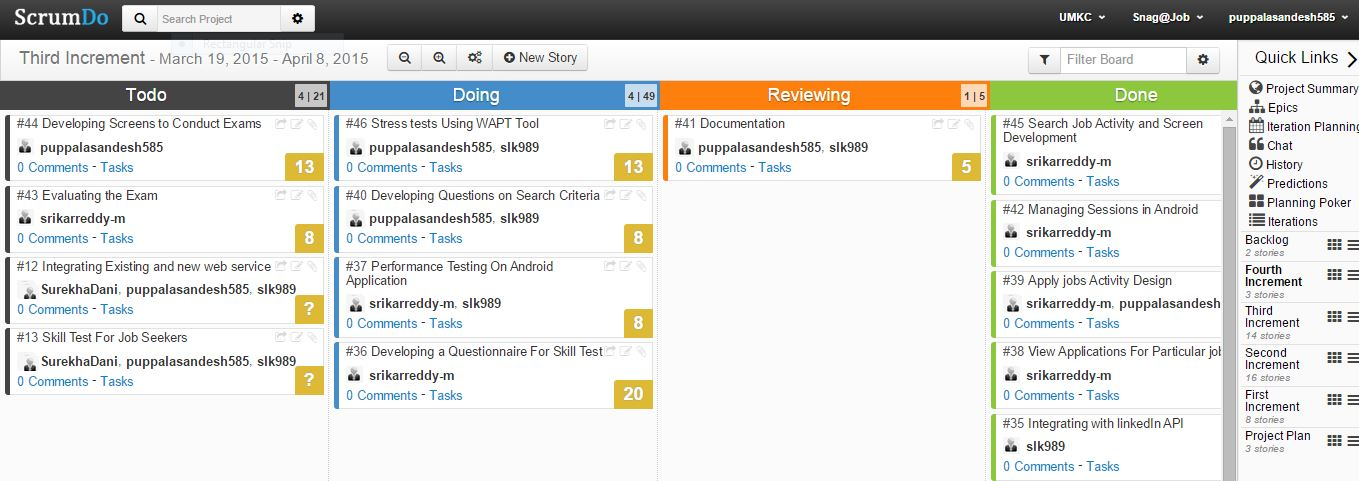 ScrumDo Search Project UMKC Snag@Job puppalasandesh585
Rectangular Snip
Third Increment - March 19, 2015 - April 8, 2015 New Story Filter Board
Todo 4 | 21
#44 Developing Screens to Conduct Exams
puppalasandesh585
0 Comments - Tasks 13
#43 Evaluating the Exam
srikarreddy-m
0 Comments - Tasks 8
#12 Integrating Existing and new web service
SurekhaDani, puppalasandesh585, slk989
0 Comments - Tasks ?
#13 Skill Test For Job Seekers
SurekhaDani, puppalasandesh585, slk989
0 Comments - Tasks ?
Doing 4 | 49
#46 Stress tests Using WAPT Tool
puppalasandesh585, slk989
0 Comments - Tasks 13
#40 Developing Questions on Search Criteria
puppalasandesh585, slk989
0 Comments - Tasks 8
#37 Performance Testing On Android
Application
srikarreddy-m, slk989
0 Comments - Tasks 8
#36 Developing a Questionnaire For Skill Test
srikarreddy-m
0 Comments - Tasks 20
Reviewing 1 | 5
#41 Documentation
puppalasandesh585, slk989
0 Comments - Tasks 5
Done
#45 Search Job Activity and Screen
Development
srikarreddy-m
0 Comments - Tasks
#42 Managing Sessions in Android
srikarreddy-m
0 Comments - Tasks
#39 Apply jobs Activity Design
srikarreddy-m, puppalasandesh
0 Comments - Tasks
#38 View Applications For Particular job
srikarreddy-m
0 Comments - Tasks
#35 Integrating with linkedIn API
slk989
0 Comments - Tasks
Quick Links
Project Summary
Epics
Iteration Planning
Chat
History
Predictions
Planning Poker
Iterations
Backlog
2 stories
Fourth
Increment
3 stories
Third
Increment
14 stories
Second
Increment
16 stories
First
Increment
8 stories
Project Plan
3 stories